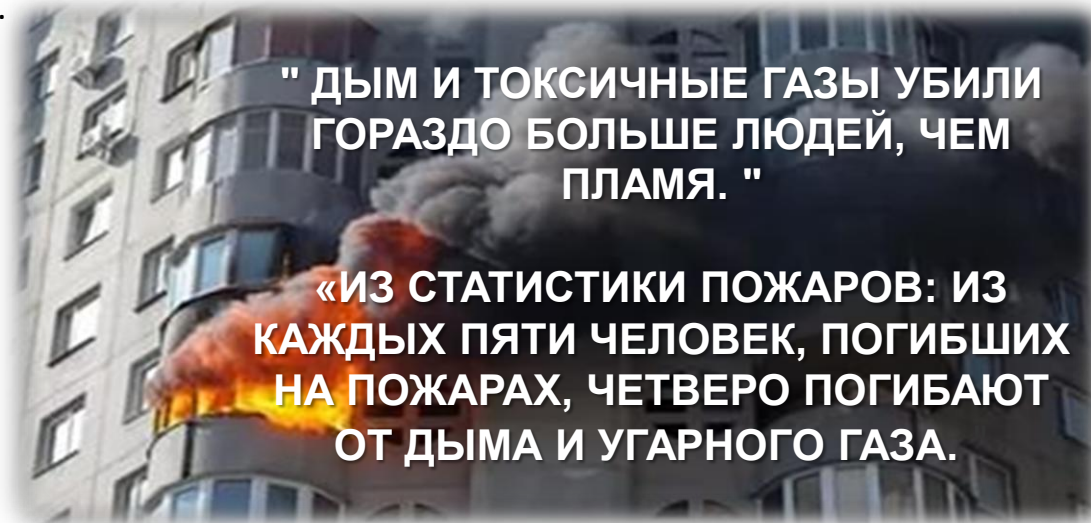 .
" ДЫМ И ТОКСИЧНЫЕ ГАЗЫ УБИЛИ
ГОРАЗДО БОЛЬШЕ ЛЮДЕЙ, ЧЕМ
ПЛАМЯ. "
«ИЗ СТАТИСТИКИ ПОЖАРОВ: ИЗ
КАЖДЫХ ПЯТИ ЧЕЛОВЕК, ПОГИБШИХ
НА ПОЖАРАХ, ЧЕТВЕРО ПОГИБАЮТ
ОТ ДЫМА И УГАРНОГО ГАЗА.